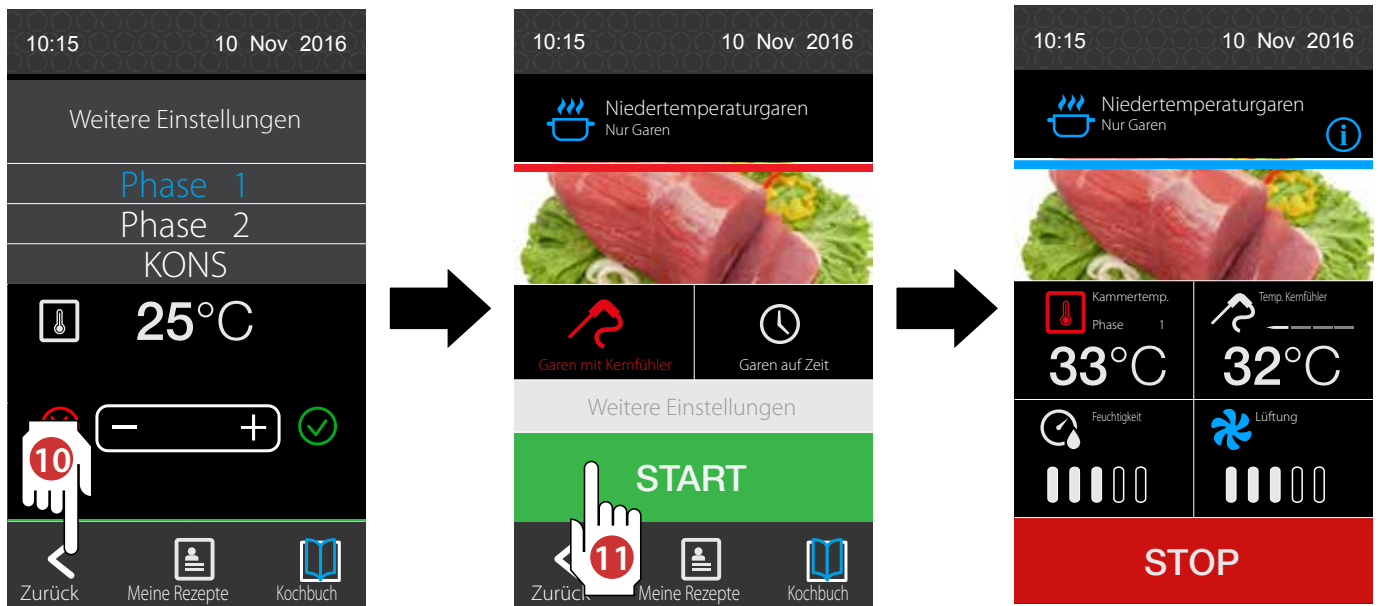 10:15 10 Nov 2016
Weitere Einstellungen
Phase 1
Phase 2
KONS
25°C
− +
10
Zurück Meine Rezepte Kochbuch
10:15 10 Nov 2016
Niedertemperaturgaren
Nur Garen
Garen mit Kernfühler Garen auf Zeit
Weitere Einstellungen
START
11
Zurück Meine Rezepte Kochbuch
10:15 10 Nov 2016
Niedertemperaturgaren
Nur Garen
i
Kammertemp. Temp. Kernfühler
Phase 1
33°C 32°C
Feuchtigkeit Lüftung
STOP